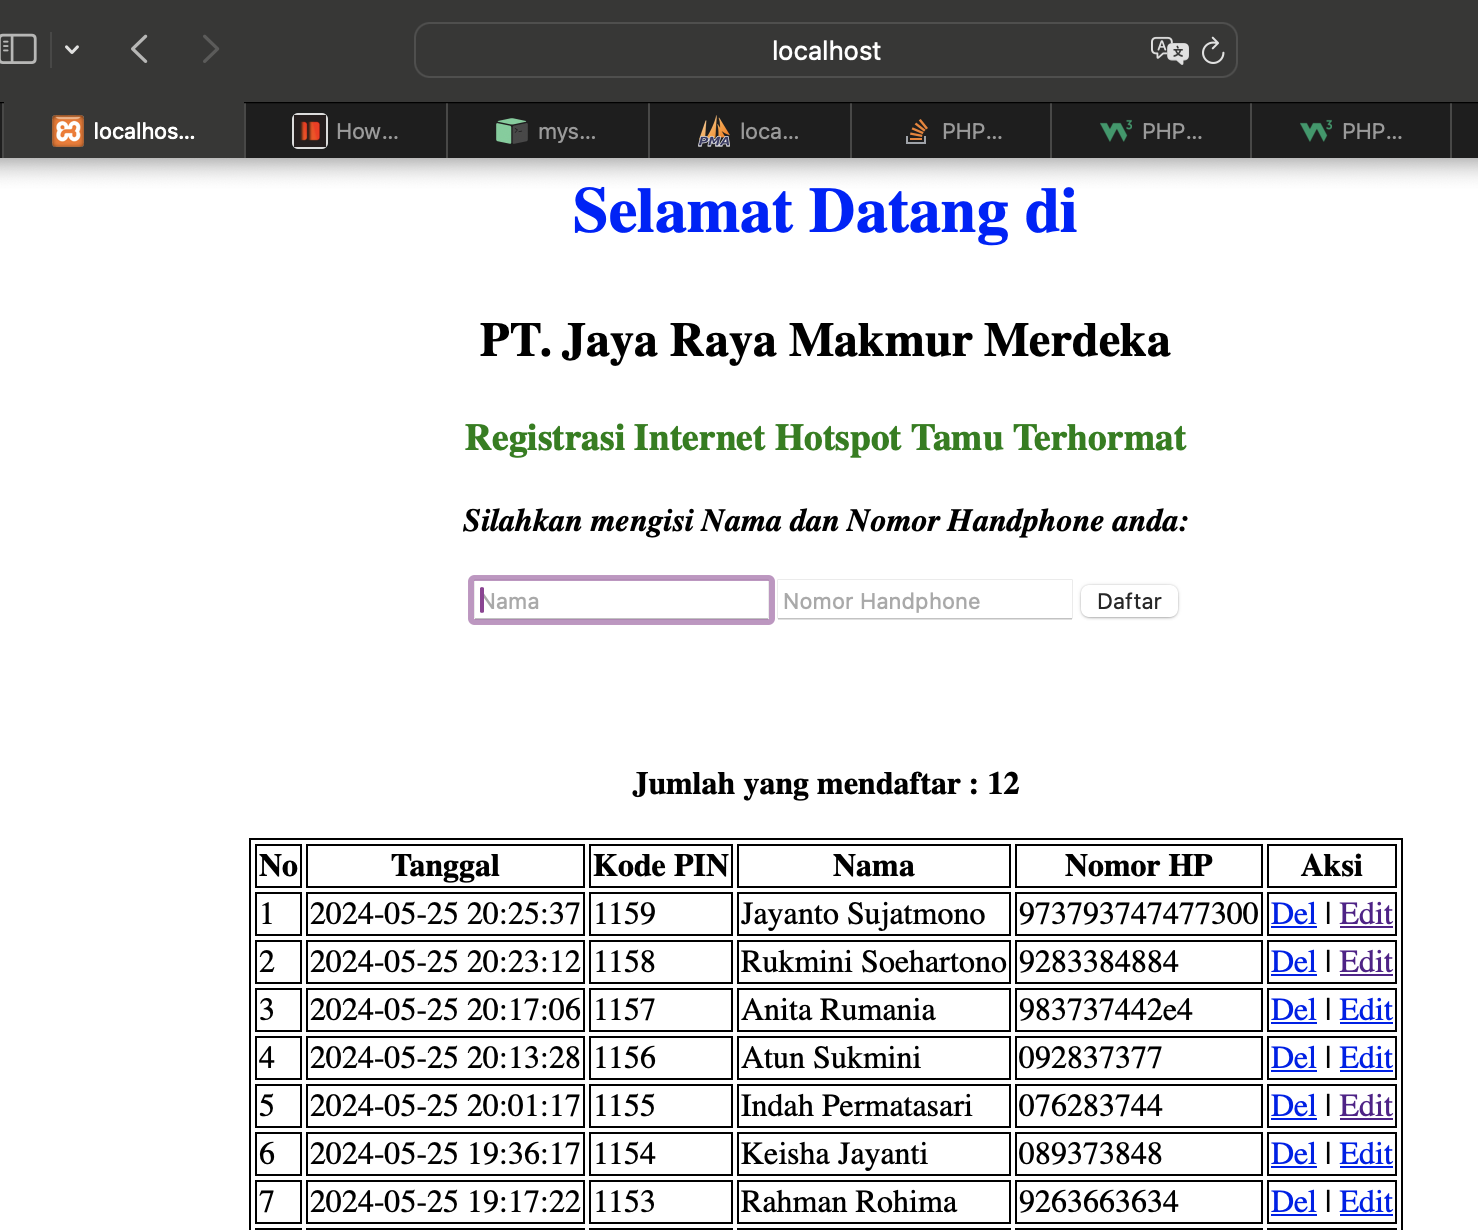 localhost
localhos... How... mys... loca... PHP... PHP... PHP...
Selamat Datang di
PT. Jaya Raya Makmur Merdeka
Registrasi Internet Hotspot Tamu Terhormat
Silahkan mengisi Nama dan Nomor Handphone anda:
Nama Nomor Handphone Daftar
Jumlah yang mendaftar : 12
No Tanggal Kode PIN Nama Nomor HP Aksi
1 2024-05-25 20:25:37 1159 Jayanto Sujatmono 973793747477300 Del | Edit
2 2024-05-25 20:23:12 1158 Rukmini Soehartono 9283384884 Del | Edit
3 2024-05-25 20:17:06 1157 Anita Rumania 983737442e4 Del | Edit
4 2024-05-25 20:13:28 1156 Atun Sukmini 092837377 Del | Edit
5 2024-05-25 20:01:17 1155 Indah Permatasari 076283744 Del | Edit
6 2024-05-25 19:36:17 1154 Keisha Jayanti 089373848 Del | Edit
7 2024-05-25 19:17:22 1153 Rahman Rohima 9263663634 Del | Edit